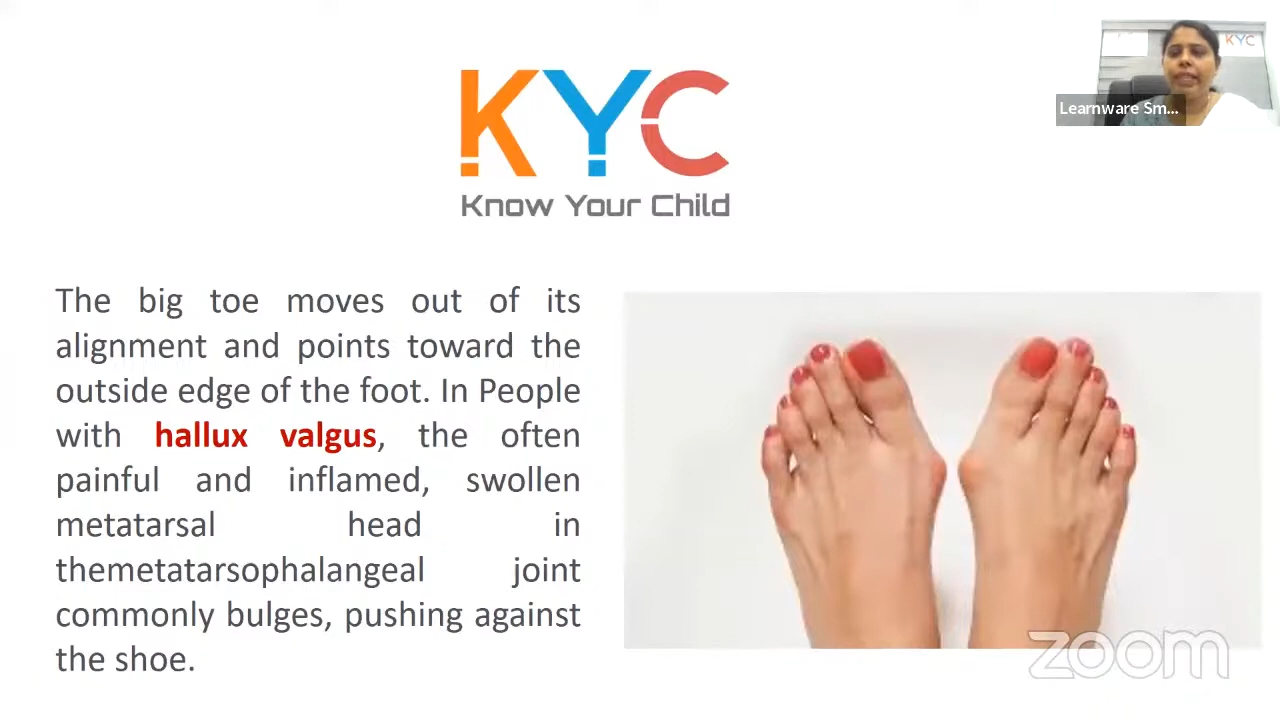 KYC
Learnware Sm...
KYC
Know Your Child
The big toe moves out of its
alignment and points toward the
outside edge of the foot. In People
with hallux valgus, the often
painful and inflamed, swollen
metatarsal head in
themetatarsophalangeal joint
commonly bulges, pushing against
the shoe.
zoom